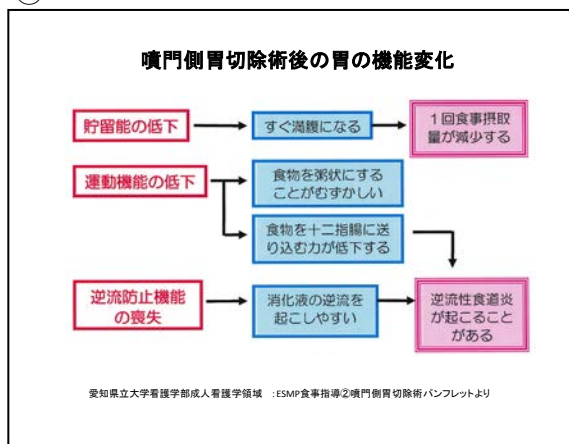 噴門側胃切除術後の胃の機能変化
貯留能の低下
すぐ満腹になる
1回食事摂取
量が減少する
運動機能の低下
食物を粥状にする
ことがむずかしい
食物を十二指腸に送
り込む力が低下する
逆流防止機能
の喪失
消化液の逆流を
起こしやすい
逆流性食道炎
が起こること
がある
愛知県立大学看護学部成人看護学領域 :ESMP食事指導②噴門側胃切除術パンフレットより